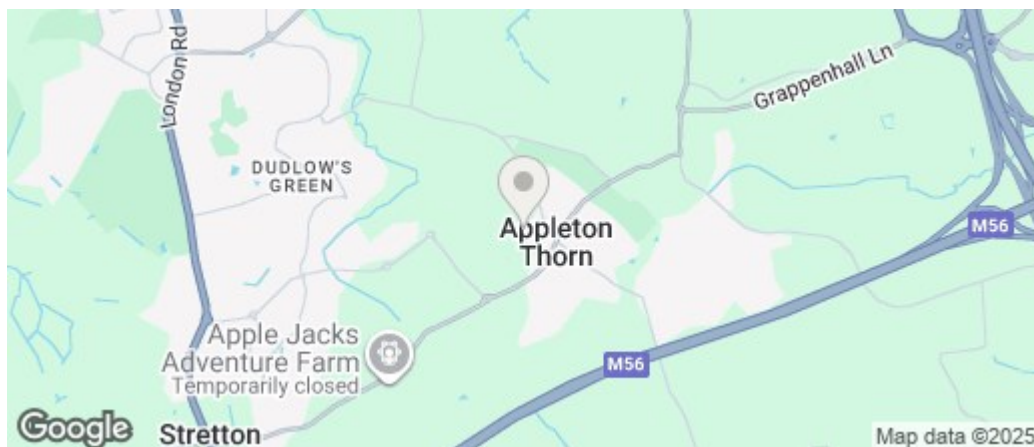 London Rd
Grappenhall Ln
DUDLOW'S
GREEN
Appleton
Thorn
M56
Apple Jacks
Adventure Farm
Temporarily closed
M56
Google
Stretton
Map data ©2025